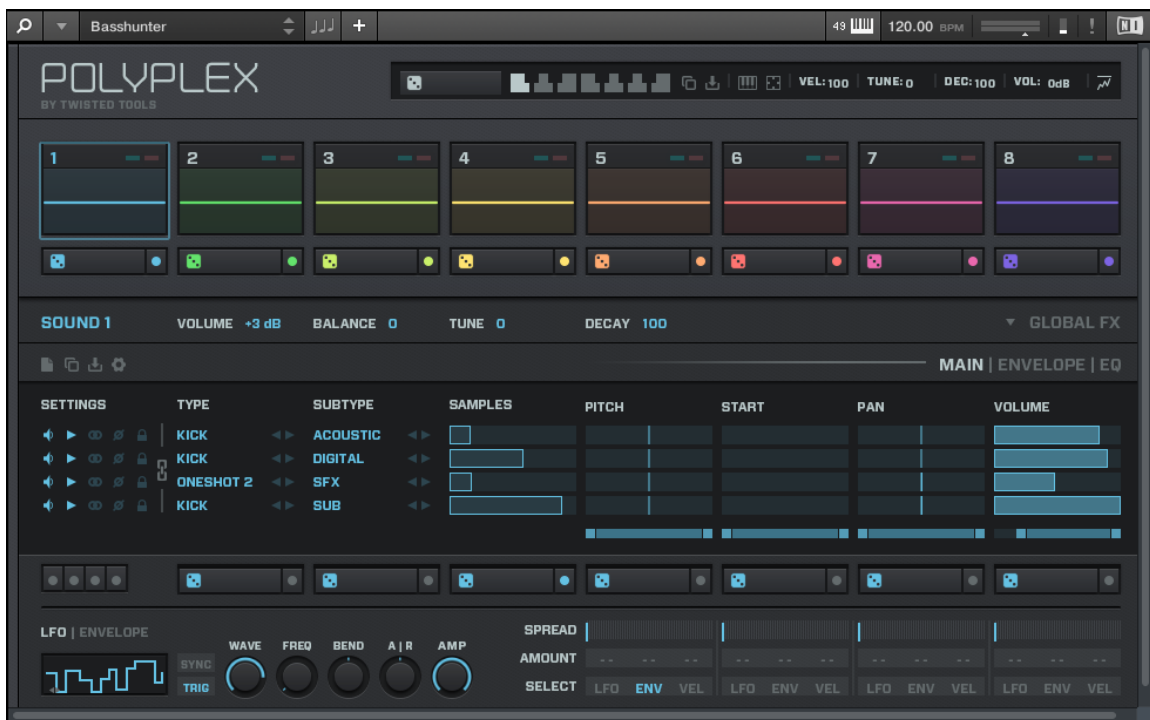 Basshunter 49 120.00 BPM NI
POLYPLEX
BY TWISTED TOOLS
VEL:100 TUNE:0 DEC:100 VOL: 0dB
1 2 3 4 5 6 7 8
SOUND 1 VOLUME +3 dB BALANCE 0 TUNE 0 DECAY 100 GLOBAL FX
MAIN | ENVELOPE | EQ
SETTINGS TYPE SUBTYPE SAMPLES PITCH START PAN VOLUME
KICK ACOUSTIC
KICK DIGITAL
ONESHOT 2 SFX
KICK SUB
LFO | ENVELOPE
WAVE FREQ BEND A|R AMP
SYNC
TRIG
SPREAD
AMOUNT -- -- -- -- -- -- -- -- -- -- -- --
SELECT LFO ENV VEL LFO ENV VEL LFO ENV VEL LFO ENV VEL